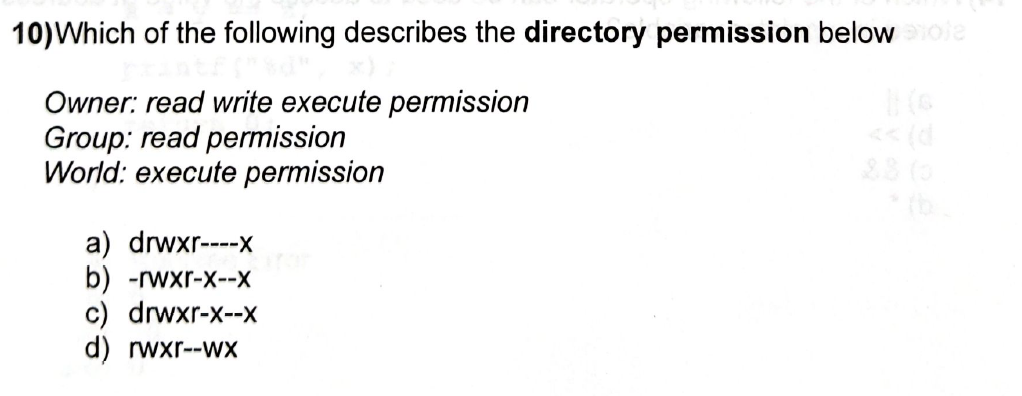 10)Which of the following describes the directory permission below
Owner: read write execute permission
Group: read permission
World: execute permission
a) drwxr----x
b) -rwxr-x--x
c) drwxr-x--x
d) rwxr--wx